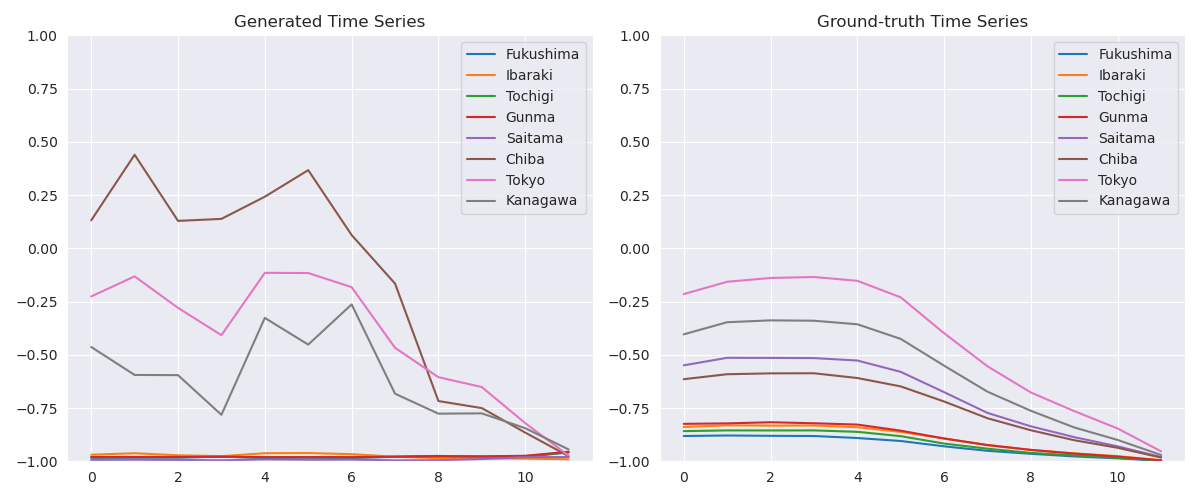 Generated Time Series
1.00
0.75
0.50
0.25
0.00
−0.25
−0.50
−0.75
−1.00
0 2 4 6 8 10
Fukushima
Ibaraki
Tochigi
Gunma
Saitama
Chiba
Tokyo
Kanagawa
Ground-truth Time Series
1.00
0.75
0.50
0.25
0.00
−0.25
−0.50
−0.75
−1.00
0 2 4 6 8 10
Fukushima
Ibaraki
Tochigi
Gunma
Saitama
Chiba
Tokyo
Kanagawa